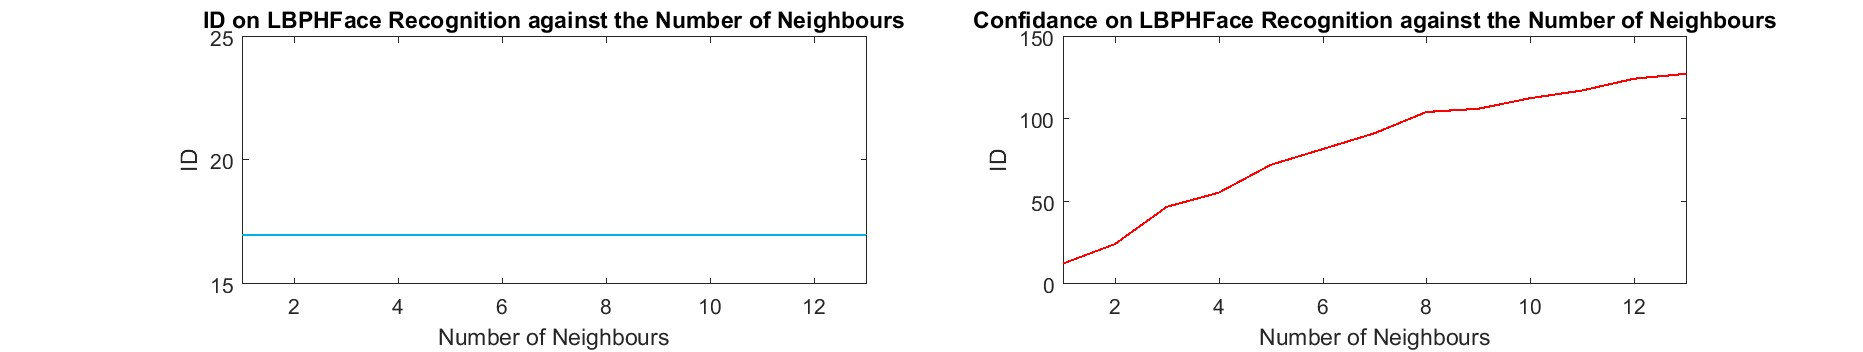 ID on LBPHFace Recognition against the Number of Neighbours
25
20
15
ID
2 4 6 8 10 12
Number of Neighbours
Confidance on LBPHFace Recognition against the Number of Neighbours
150
100
50
0
ID
2 4 6 8 10 12
Number of Neighbours